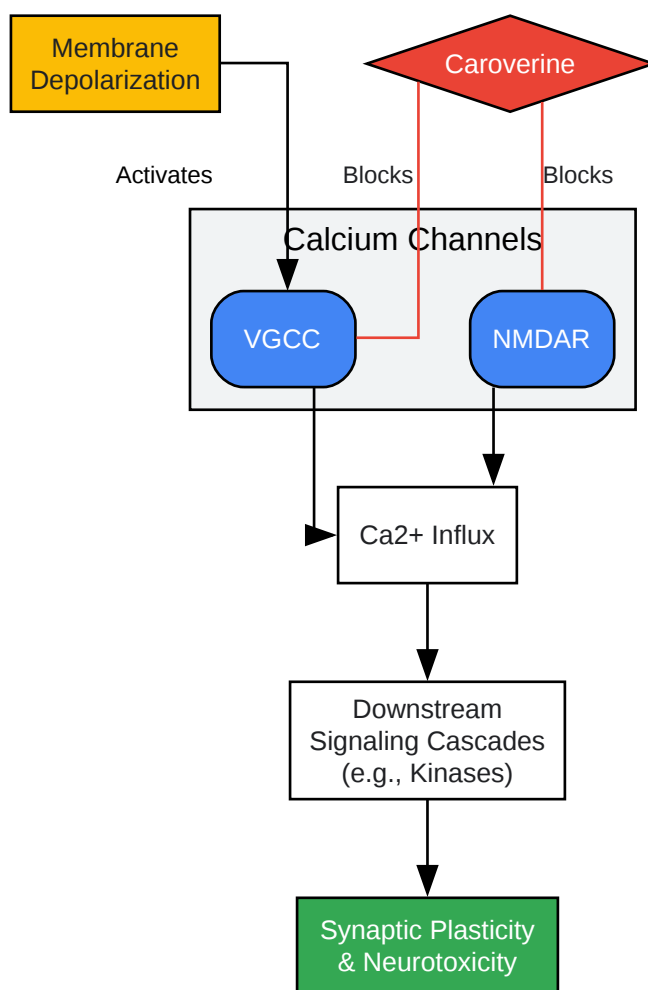 Membrane
Depolarization
Caroverine
Activates
Blocks
Blocks
Calcium Channels
VGCC
NMDAR
Ca2+ Influx
Downstream
Signaling Cascades
(e.g., Kinases)
Synaptic Plasticity
& Neurotoxicity